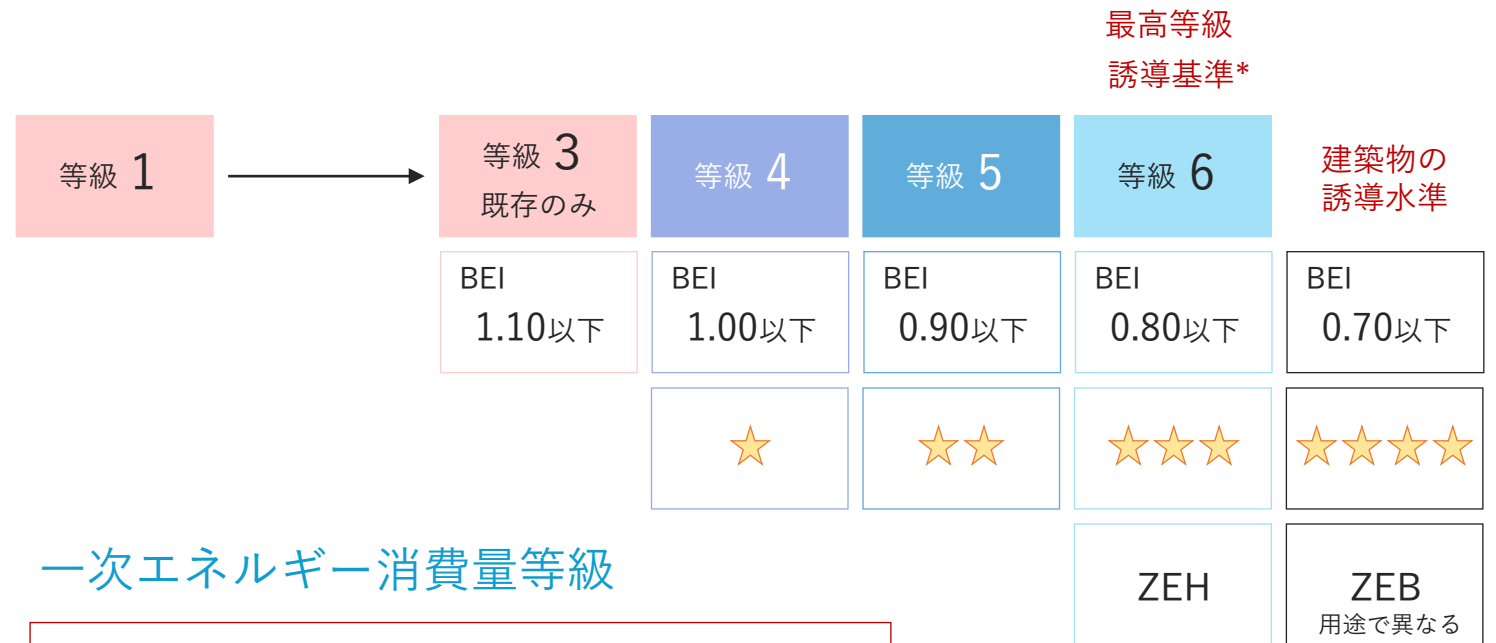 最高等級
誘導基準*
等級 1
等級 3
既存のみ
等級 4
等級 5
等級 6
建築物の
誘導水準
BEI
1.10以下
BEI
1.00以下
BEI
0.90以下
BEI
0.80以下
BEI
0.70以下
一次エネルギー消費量等級
ZEH
ZEB
用途で異なる